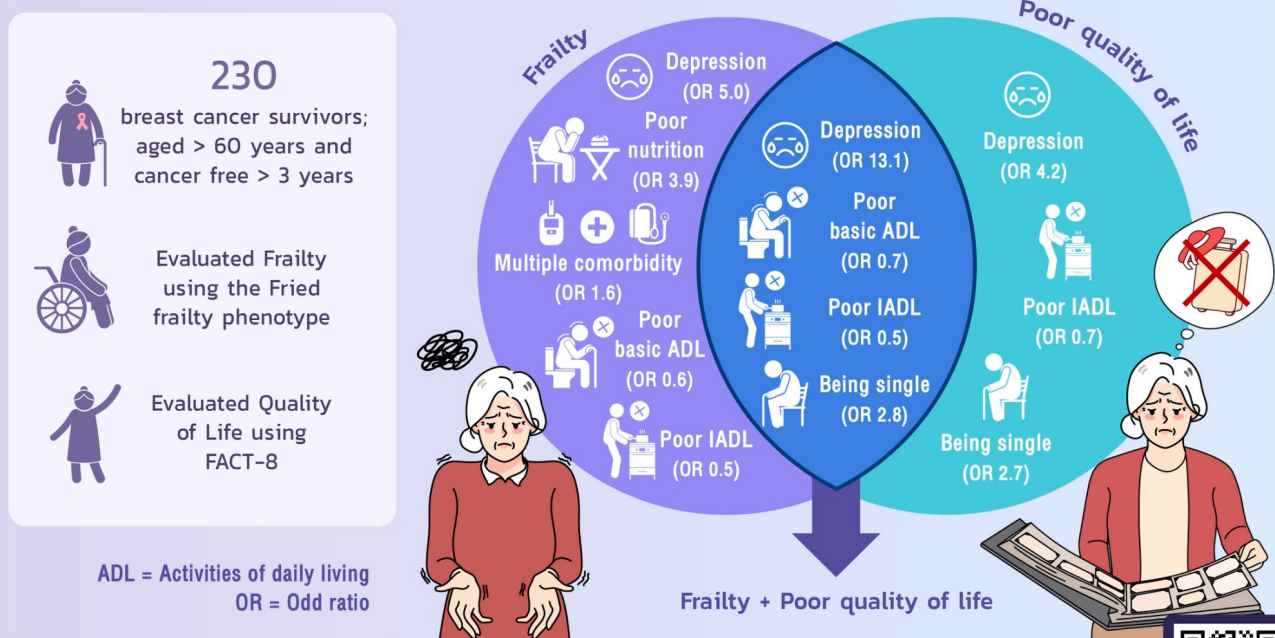 230
breast cancer survivors;
aged > 60 years and
cancer free > 3 years
Evaluated Frailty
using the Fried
frailty phenotype
Evaluated Quality
of Life using
FACT-8
ADL = Activities of daily living
OR = Odd ratio
Frailty
Depression
(OR 5.0)
Poor
nutrition
(OR 3.9)
Multiple comorbidity
(OR 1.6)
Poor
basic ADL
(OR 0.6)
Poor IADL
(OR 0.5)
Depression
(OR 13.1)
Poor
basic ADL
(OR 0.7)
Poor IADL
(OR 0.5)
Being single
(OR 2.8)
Poor quality of life
Depression
(OR 4.2)
Poor IADL
(OR 0.7)
Being single
(OR 2.7)
Frailty + Poor quality of life